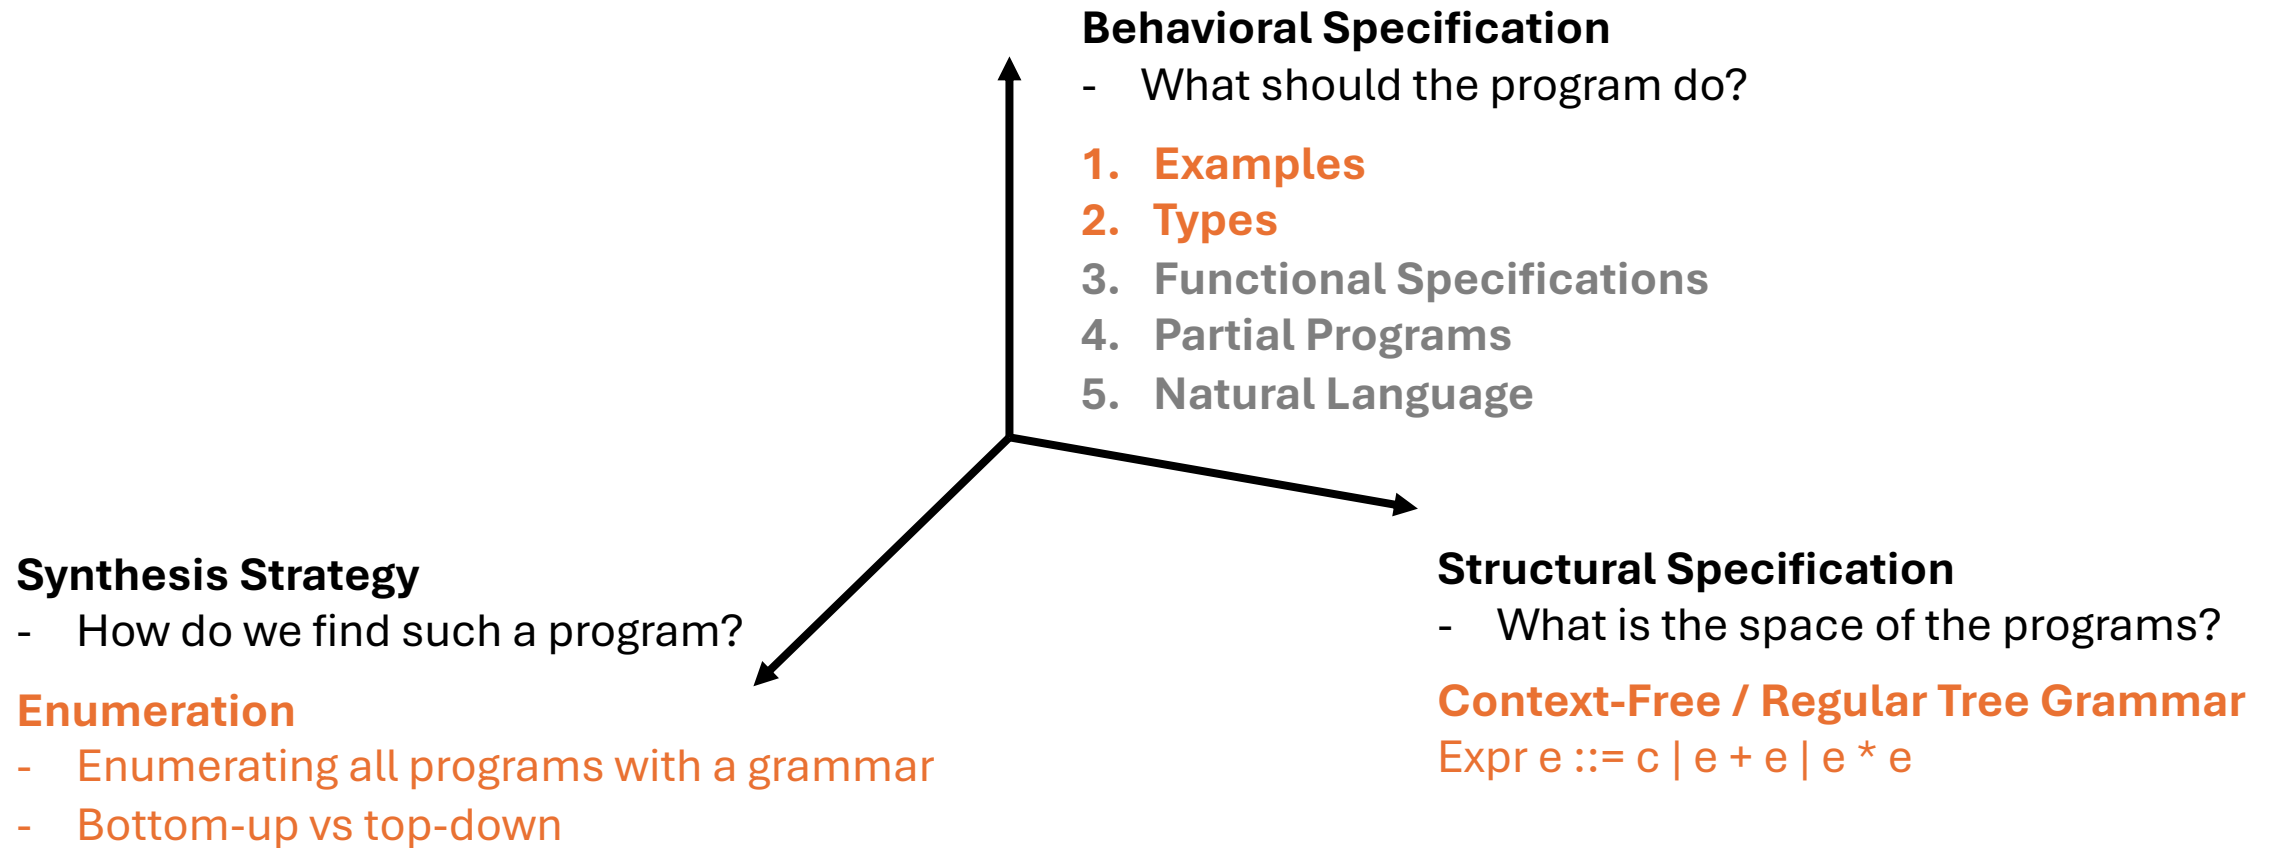 Behavioral Specification
- What should the program do?
1. Examples
2. Types
3. Functional Specifications
4. Partial Programs
5. Natural Language
Synthesis Strategy
- How do we find such a program?
Enumeration
- Enumerating all programs with a grammar
- Bottom-up vs top-down
Structural Specification
- What is the space of the programs?
Context-Free / Regular Tree Grammar
Expr e ::= c | e + e | e * e